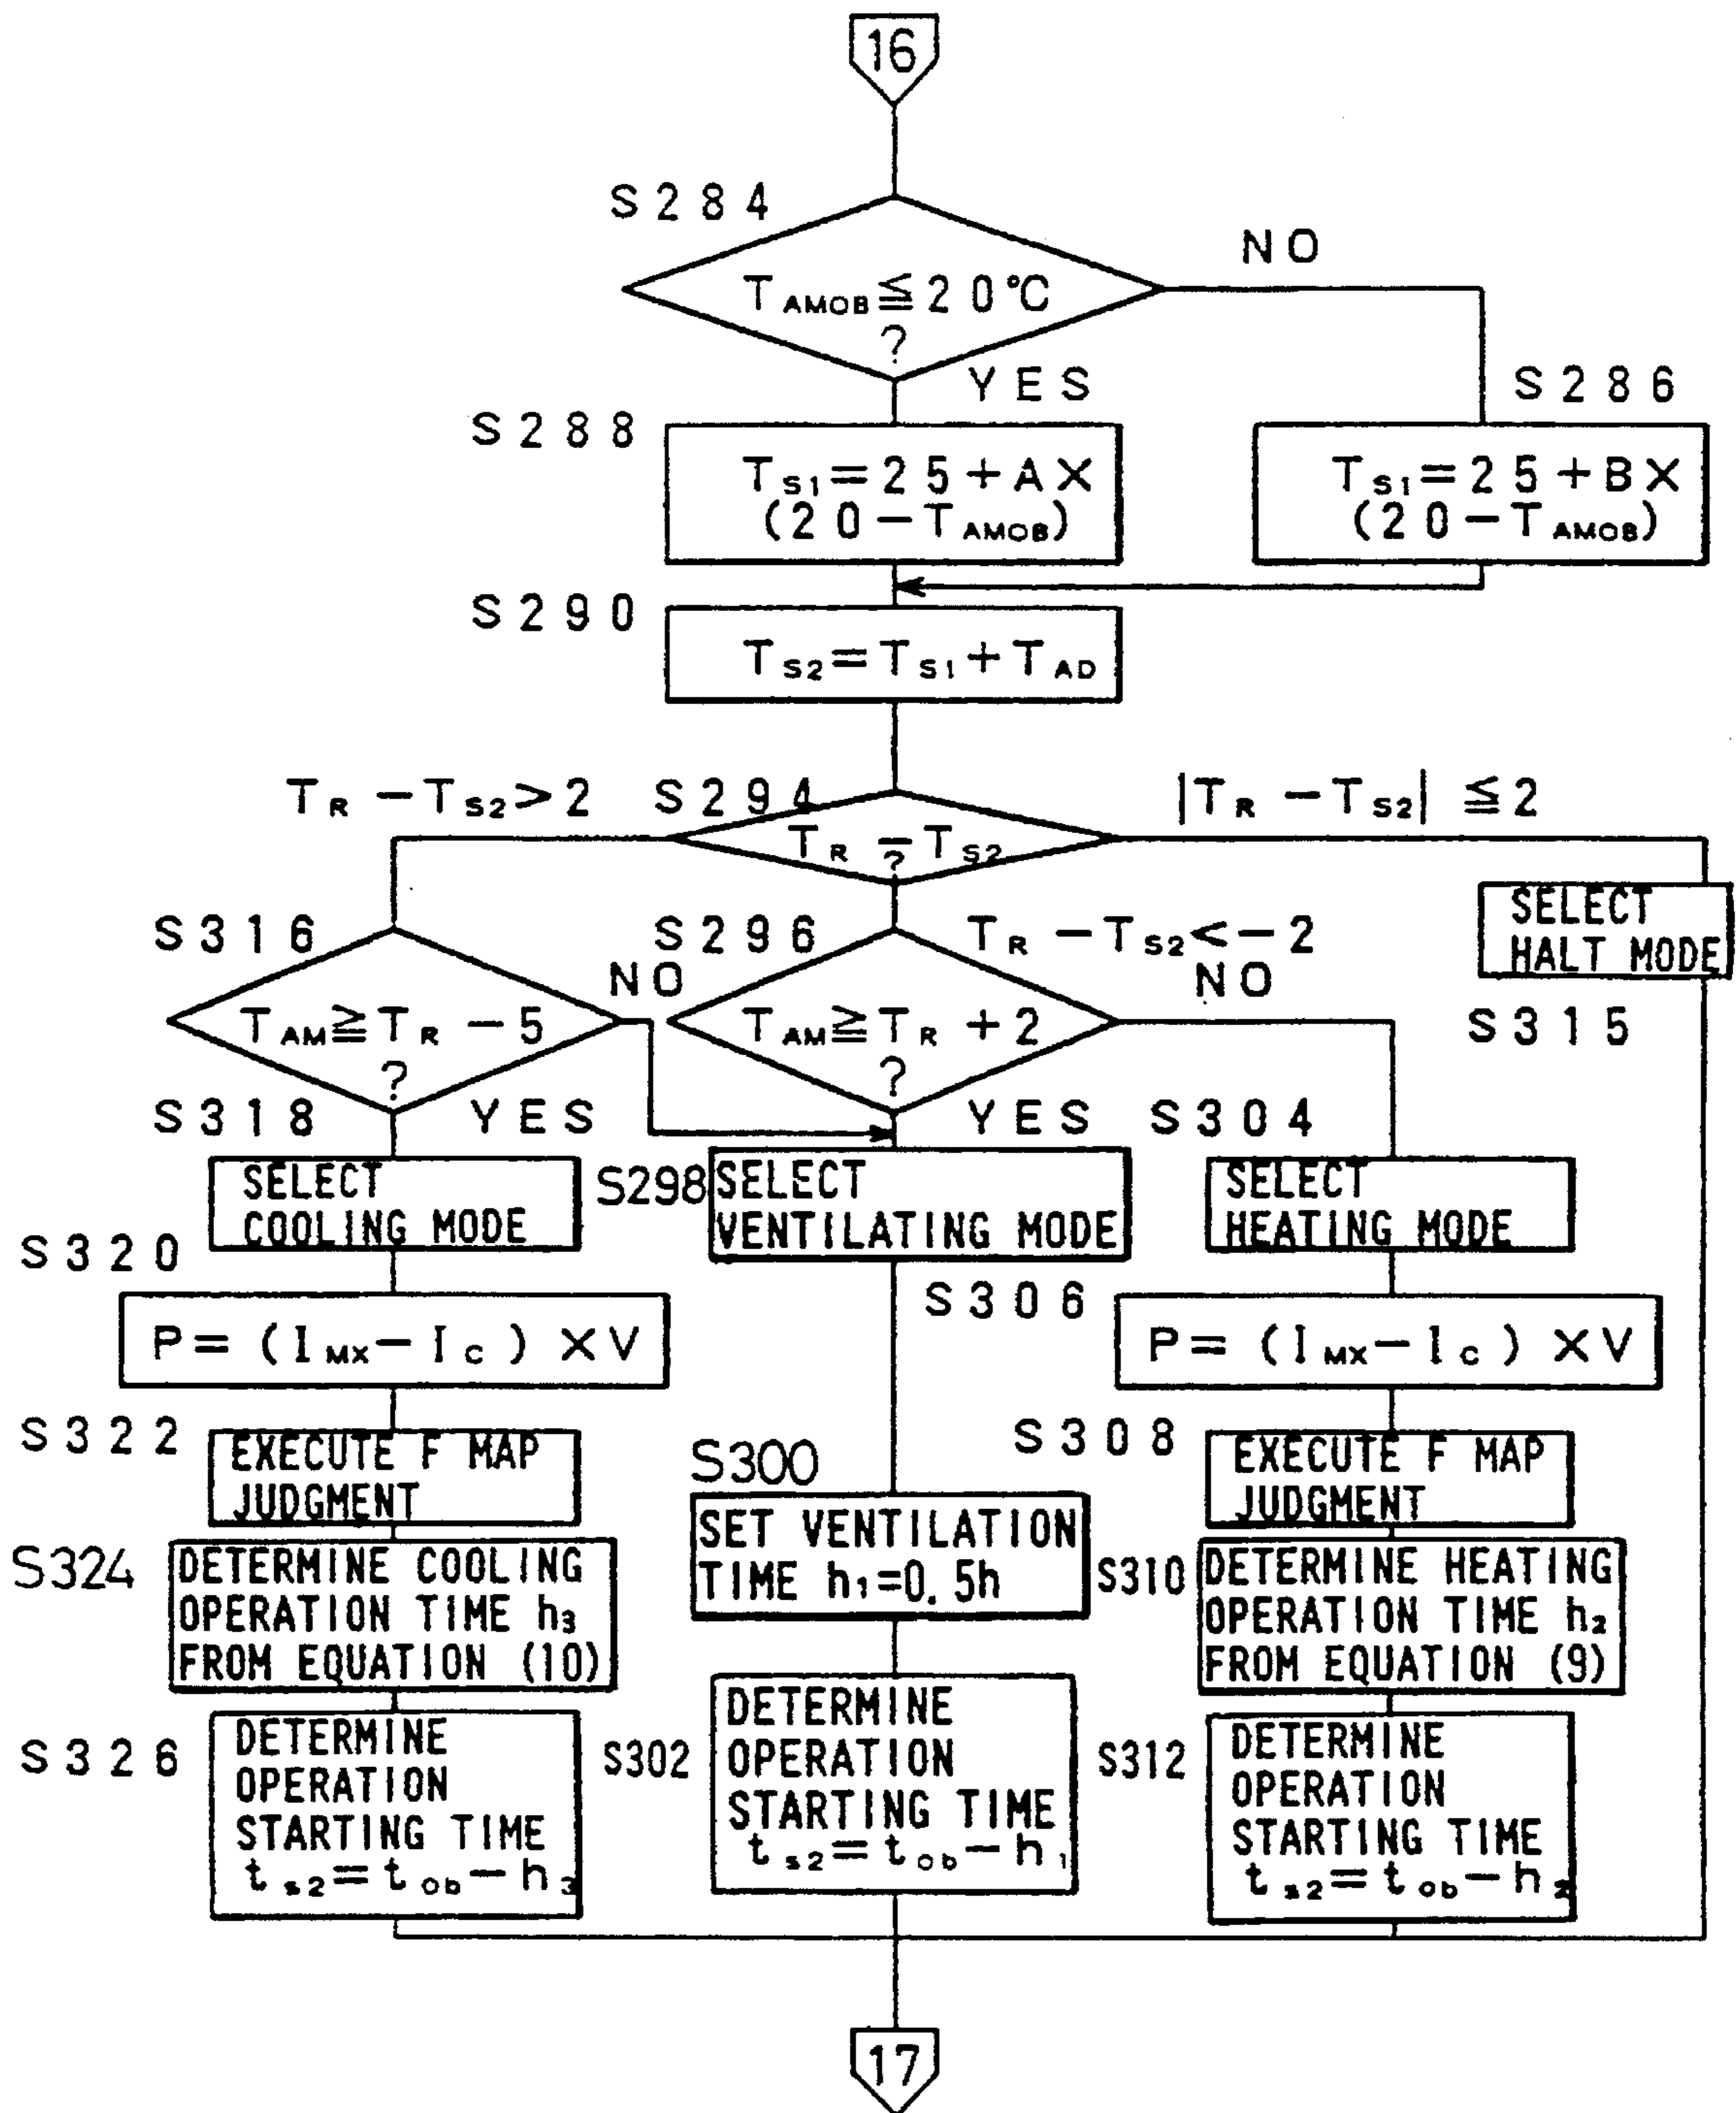 16
S284
NO
T_AMOB≦20°C
?
YES
S286
S288
T_S1=25+A×
(20-T_AMOB)
T_S1=25+B×
(20-T_AMOB)
S290
T_S2=T_S1+T_AD
T_R-T_S2>2
S294
|T_R-T_S2|≦2
T_R-T_S2
?
SELECT
HALT MODE
S315
S316
NO
S296
T_R-T_S2<-2
NO
T_AM≧T_R-5
?
T_AM≧T_R+2
?
S318
YES
YES
S304
SELECT
COOLING MODE
S298
SELECT
VENTILATING MODE
SELECT
HEATING MODE
S320
S306
P=(I_MX-I_C)×V
P=(I_MX-I_C)×V
S322
EXECUTE F MAP
JUDGMENT
S300
SET VENTILATION
TIME h₁=0.5h
S308
EXECUTE F MAP
JUDGMENT
S324
DETERMINE COOLING
OPERATION TIME h₃
FROM EQUATION (10)
S310
DETERMINE HEATING
OPERATION TIME h₂
FROM EQUATION (9)
S326
DETERMINE
OPERATION
STARTING TIME
t_s2=t_ob-h₃
S302
DETERMINE
OPERATION
STARTING TIME
t_s2=t_ob-h₁
S312
DETERMINE
OPERATION
STARTING TIME
t_s2=t_ob-h₂
17